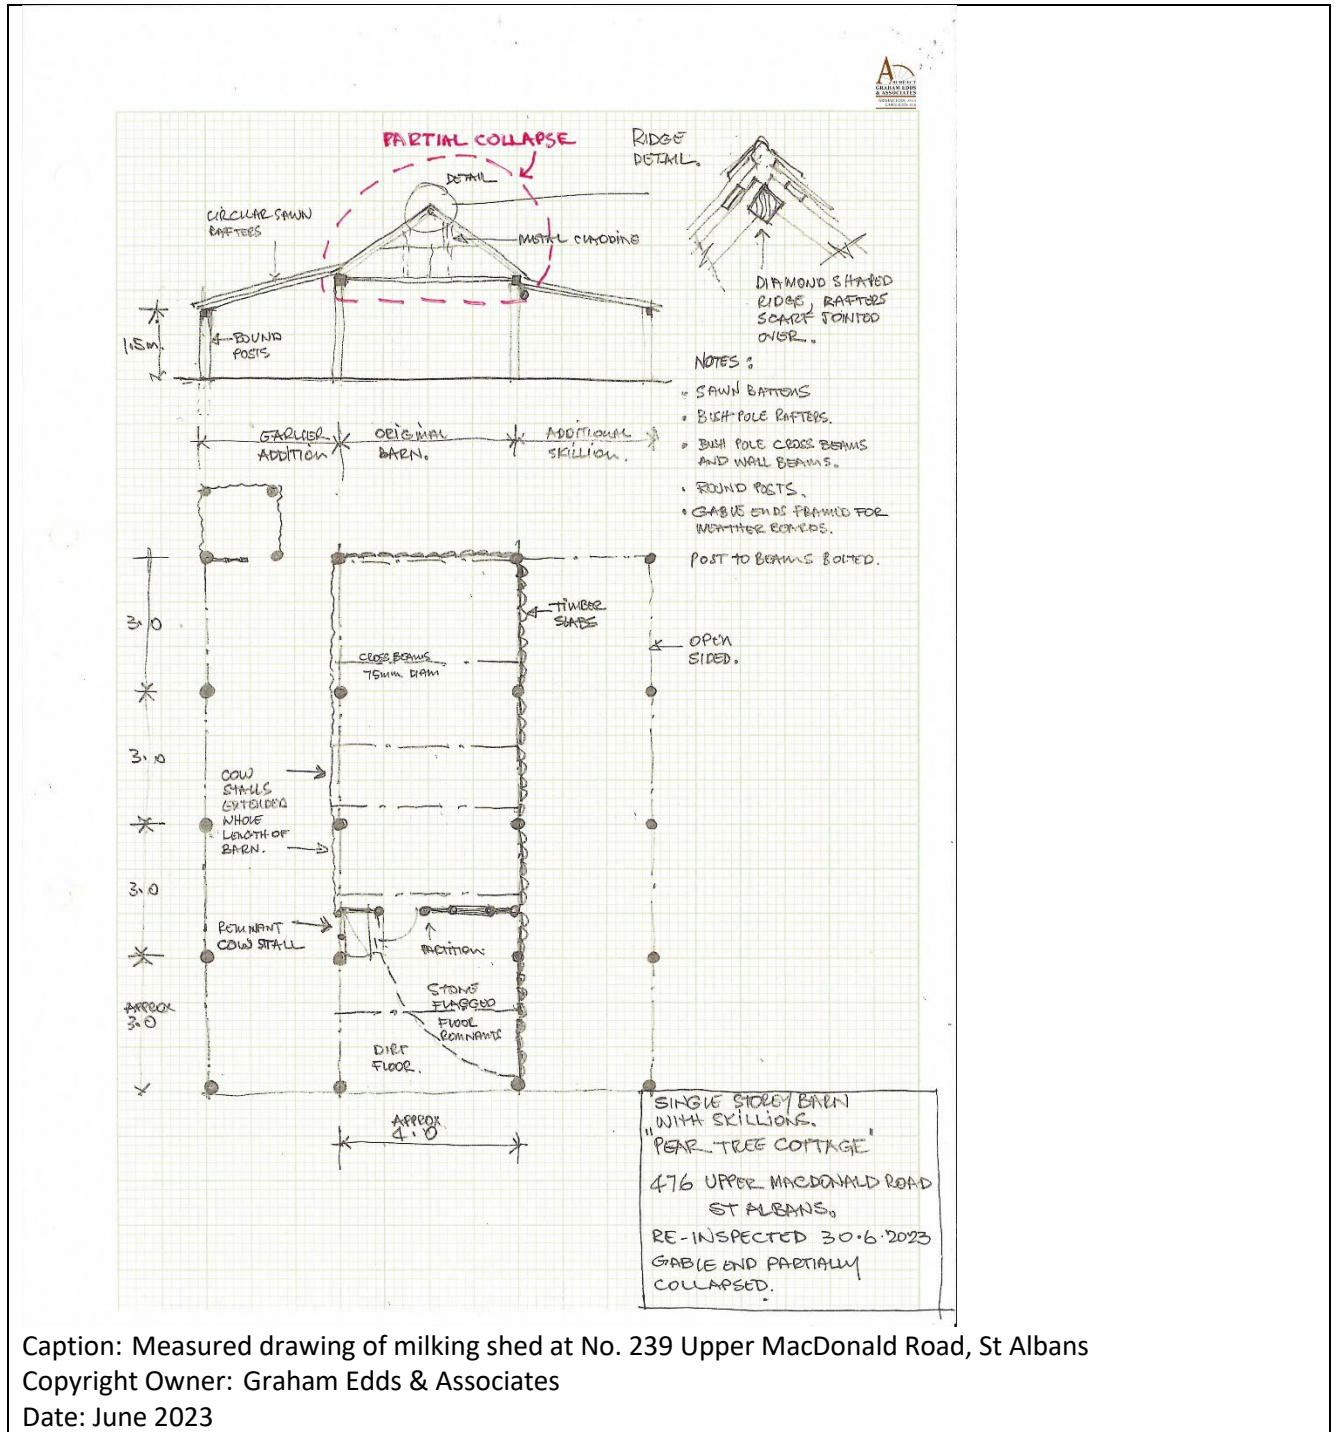 ARCHITECT
GRAHAM EDDS
& ASSOCIATES
PARTIAL COLLAPSE
RIDGE
DETAIL.
DETAIL
CIRCULAR SAWN
RAFTERS
METAL CLADDING
DIAMOND SHAPED
RIDGE, RAFTERS
SCARF JOINTED
OVER.
1.5m.
ROUND
POSTS
NOTES:
• SAWN BATTENS
• BUSH POLE RAFTERS.
• BUSH POLE CROSS BEAMS
AND WALL BEAMS.
• ROUND POSTS.
• GABLE ENDS FRAMED FOR
WEATHER BOARDS.
POST TO BEAMS BOLTED.
EARLIER
ADDITION
ORIGINAL
BARN.
ADDITIONAL
SKILLION.
3.0
TIMBER
SLABS
OPEN
SIDED.
CROSS BEAMS
75mm DIAM
3.0
COW
STALLS
EXTENDED
WHOLE
LENGTH OF
BARN.
3.0
REMNANT
COW STALL
PARTITION
APPROX
3.0
STONE
FLAGGED
FLOOR
REMNANTS
DIRT
FLOOR.
APPROX
4.0
SINGLE STOREY BARN
WITH SKILLIONS.
"PEAR TREE COTTAGE"
476 UPPER MACDONALD ROAD
ST ALBANS.
RE-INSPECTED 30.6.2023
GABLE END PARTIALLY
COLLAPSED.
Caption: Measured drawing of milking shed at No. 239 Upper MacDonald Road, St Albans
Copyright Owner: Graham Edds & Associates
Date: June 2023